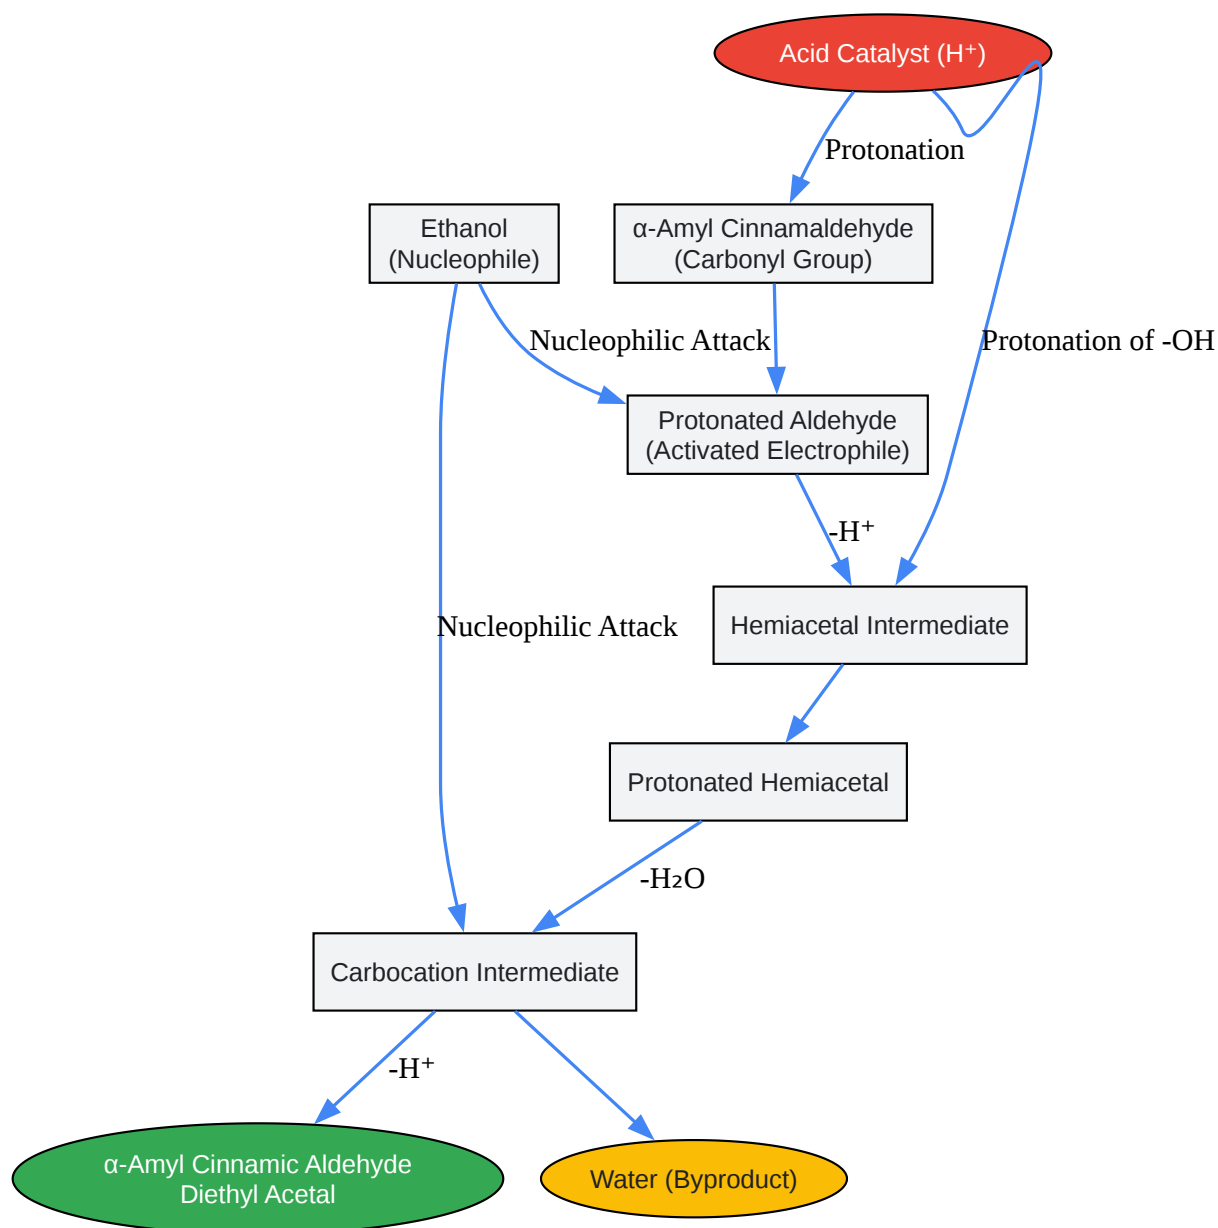 Acid Catalyst (H⁺)
Protonation
Ethanol
(Nucleophile)
α-Amyl Cinnamaldehyde
(Carbonyl Group)
Nucleophilic Attack
Protonation of -OH
Protonated Aldehyde
(Activated Electrophile)
-H⁺
Nucleophilic Attack
Hemiacetal Intermediate
Protonated Hemiacetal
-H₂O
Carbocation Intermediate
-H⁺
α-Amyl Cinnamic Aldehyde
Diethyl Acetal
Water (Byproduct)